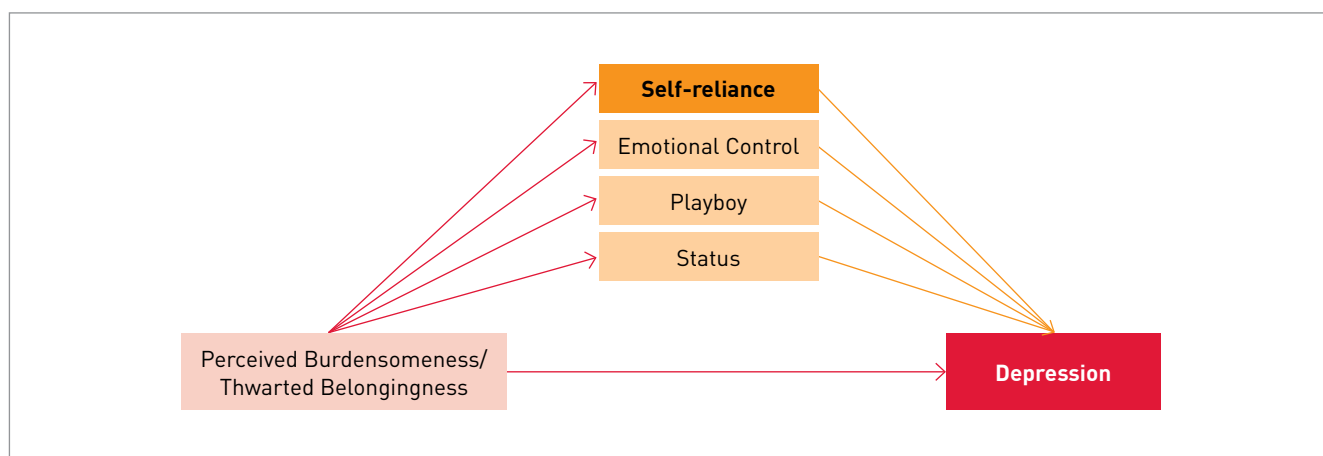 Self-reliance
Emotional Control
Playboy
Status
Perceived Burdensomeness/
Thwarted Belongingness
Depression